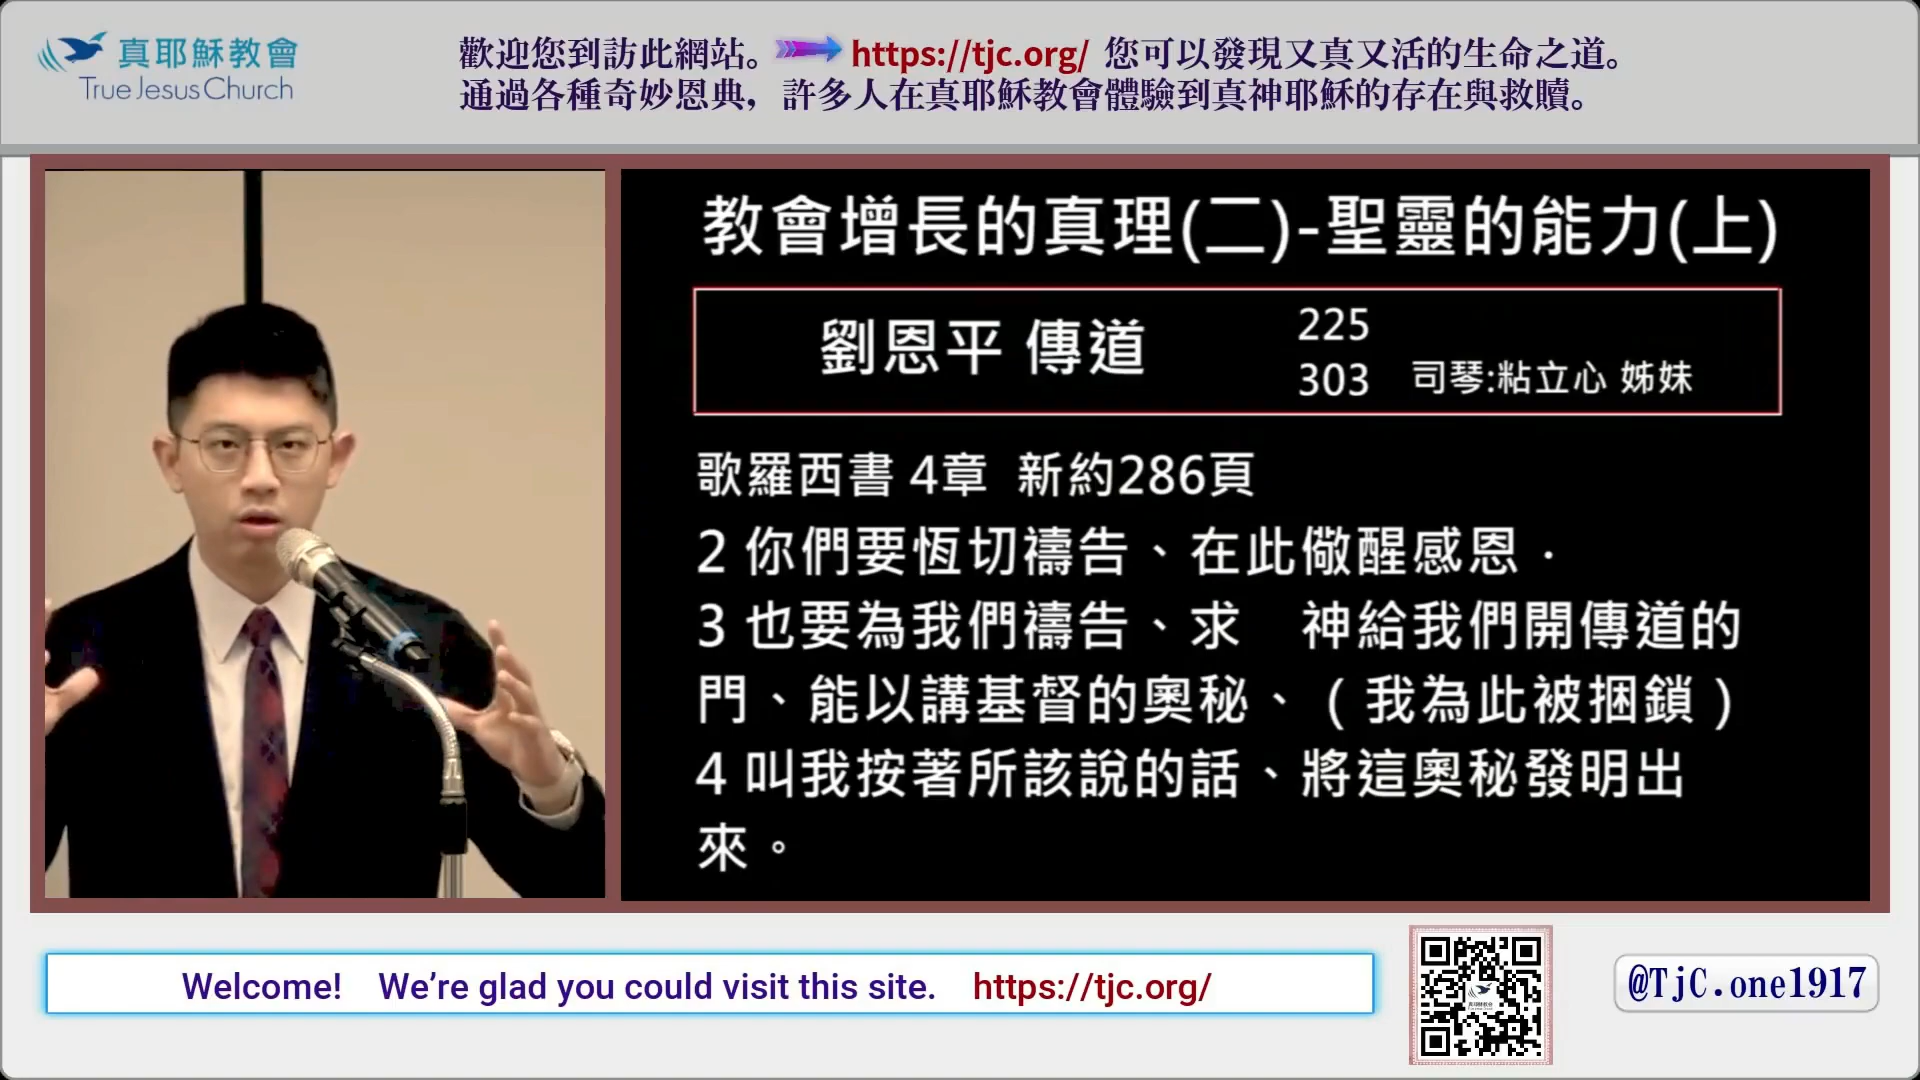 真耶穌教會
True Jesus Church
歡迎您到訪此網站。 https://tjc.org/ 您可以發現又真又活的生命之道。
通過各種奇妙恩典，許多人在真耶穌教會體驗到真神耶穌的存在與救贖。
教會增長的真理(二)-聖靈的能力(上)
劉恩平 傳道
225
303 司琴:粘立心 姊妹
歌羅西書 4章 新約286頁
2 你們要恆切禱告、在此儆醒感恩．
3 也要為我們禱告、求　神給我們開傳道的
門、能以講基督的奧秘、（我為此被捆鎖）
4 叫我按著所該說的話、將這奧秘發明出
來。
Welcome! We’re glad you could visit this site. https://tjc.org/
@TjC.one1917